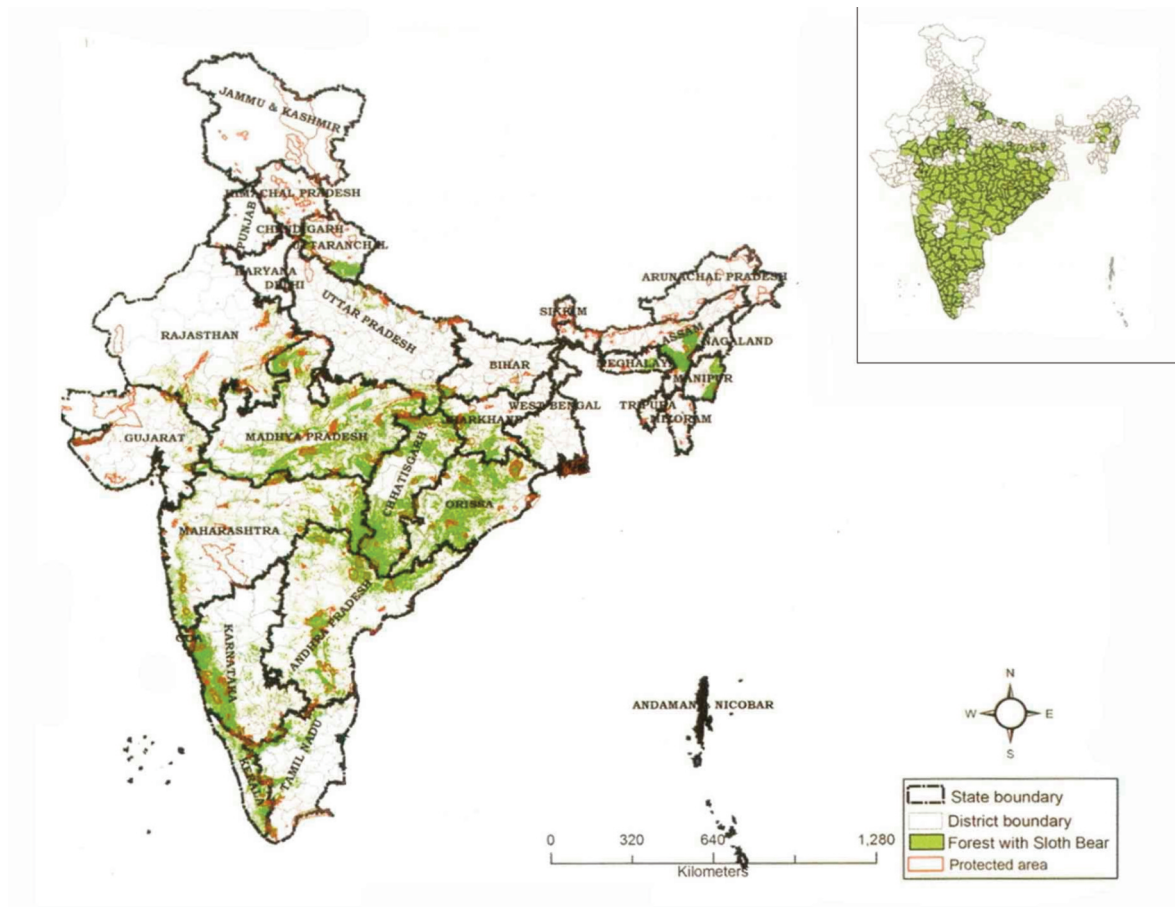 JAMMU & KASHMIR
HIMACHAL PRADESH
PUNJAB
CHANDIGARH
UTTARANCHAL
HARYANA
DELHI
UTTAR PRADESH
RAJASTHAN
ARUNACHAL PRADESH
SIKKIM
ASSAM
NAGALAND
MEGHALAYA
MANIPUR
BIHAR
WEST BENGAL
TRIPURA
MIZORAM
JHARKHAND
GUJARAT
MADHYA PRADESH
CHHATISGARH
ORISSA
MAHARASHTRA
ANDHRA PRADESH
GOA
KARNATAKA
KERALA
TAMIL NADU
ANDAMAN NICOBAR
N
W E
S
State boundary
District boundary
Forest with Sloth Bear
Protected area
0 320 640 1,280
Kilometers